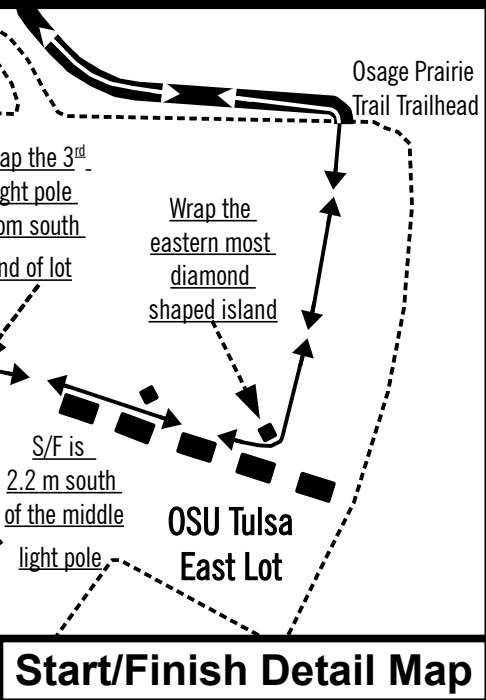 Osage Prairie
Trail Trailhead
ap the 3rd
ght pole
om south
nd of lot
Wrap the
eastern most
diamond
shaped island
S/F is
2.2 m south
of the middle
light pole
OSU Tulsa
East Lot
Start/Finish Detail Map